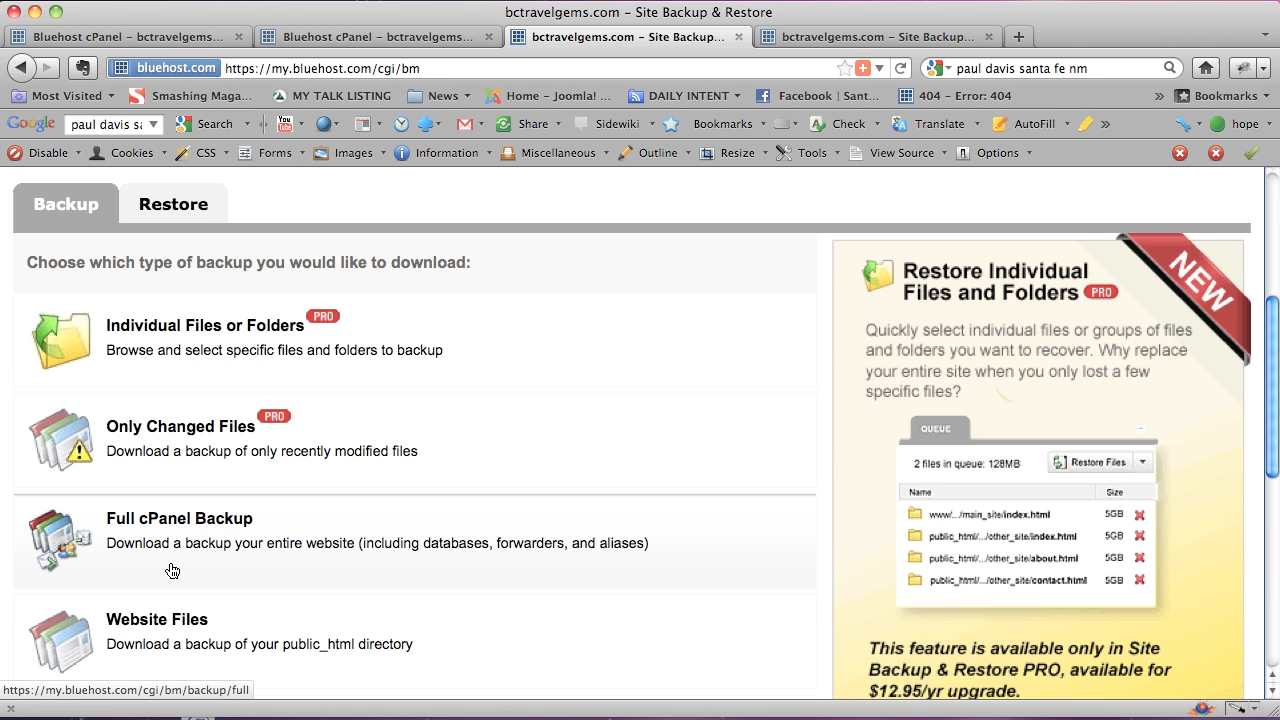 bctravelgems.com – Site Backup & Restore
Bluehost cPanel – bctravelgems...
Bluehost cPanel – bctravelgems...
bctravelgems.com – Site Backup...
bctravelgems.com – Site Backup...
bluehost.com https://my.bluehost.com/cgi/bm
paul davis santa fe nm
Most Visited Smashing Maga... MY TALK LISTING News Home – Joomla! ... DAILY INTENT Facebook | Sant... 404 – Error: 404 » Bookmarks
Google paul davis sa Search YouTube Share Sidewiki Bookmarks Check Translate AutoFill » hope
Disable Cookies CSS Forms Images Information Miscellaneous Outline Resize Tools View Source Options
Backup Restore
Choose which type of backup you would like to download:
Individual Files or Folders PRO
Browse and select specific files and folders to backup
Only Changed Files PRO
Download a backup of only recently modified files
Full cPanel Backup
Download a backup your entire website (including databases, forwarders, and aliases)
Website Files
Download a backup of your public_html directory
https://my.bluehost.com/cgi/bm/backup/full
NEW
Restore Individual
Files and Folders PRO
Quickly select individual files or groups of files
and folders you want to recover. Why replace
your entire site when you only lost a few
specific files?
QUEUE
2 files in queue: 128MB Restore Files
Name Size
www/.../main_site/index.html 5GB
public_html/.../other_site/index.html 5GB
public_html/.../other_site/about.html 5GB
public_html/.../other_site/contact.html 5GB
This feature is available only in Site
Backup & Restore PRO, available for
$12.95/yr upgrade.